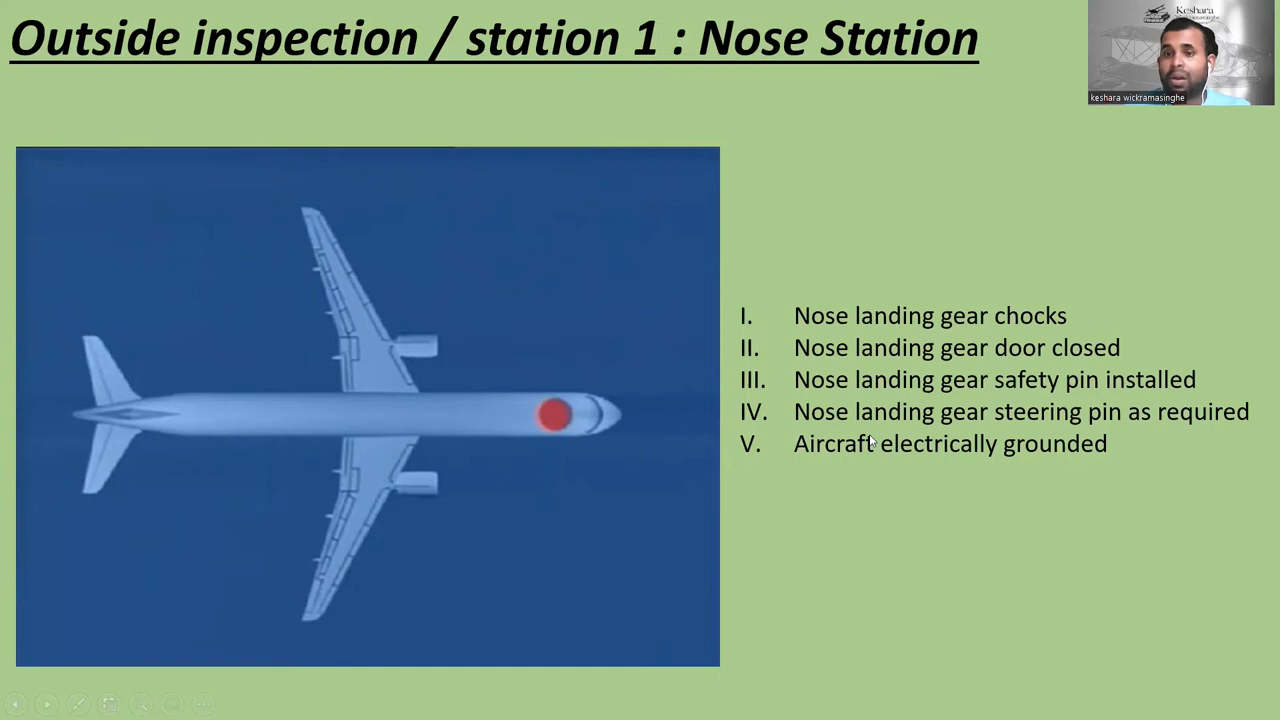 Outside inspection / station 1 : Nose Station
Keshara
keshara wickramasinghe
I. Nose landing gear chocks
II. Nose landing gear door closed
III. Nose landing gear safety pin installed
IV. Nose landing gear steering pin as required
V. Aircraft electrically grounded